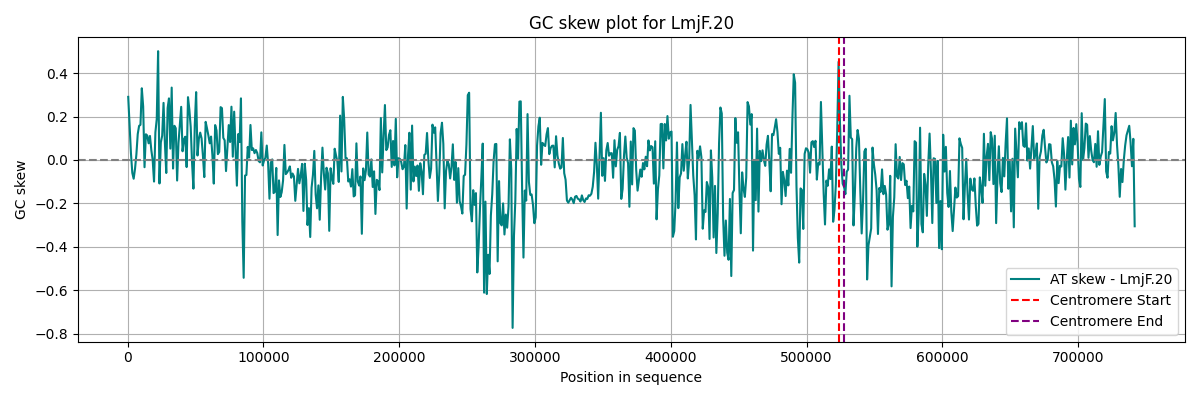 GC skew plot for LmjF.20
GC skew
0.4
0.2
0.0
−0.2
−0.4
−0.6
−0.8
0
100000
200000
300000
400000
500000
600000
700000
Position in sequence
AT skew - LmjF.20
Centromere Start
Centromere End